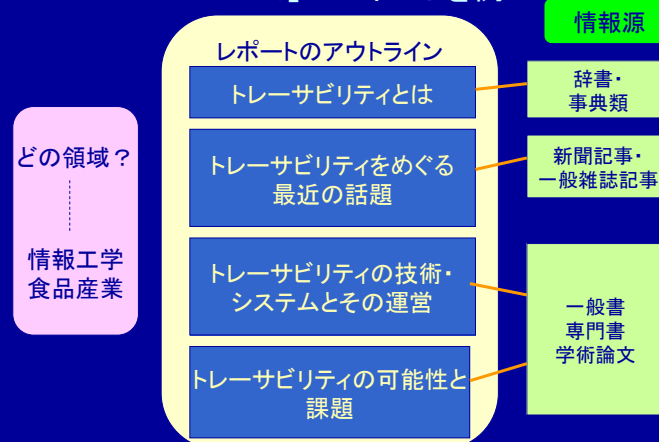 情報源
レポートのアウトライン
トレーサビリティとは
辞書・
事典類
どの領域？
情報工学
食品産業
トレーサビリティをめぐる
最近の話題
新聞記事・
一般雑誌記事
トレーサビリティの技術・
システムとその運営
トレーサビリティの可能性と
課題
一般書
専門書
学術論文